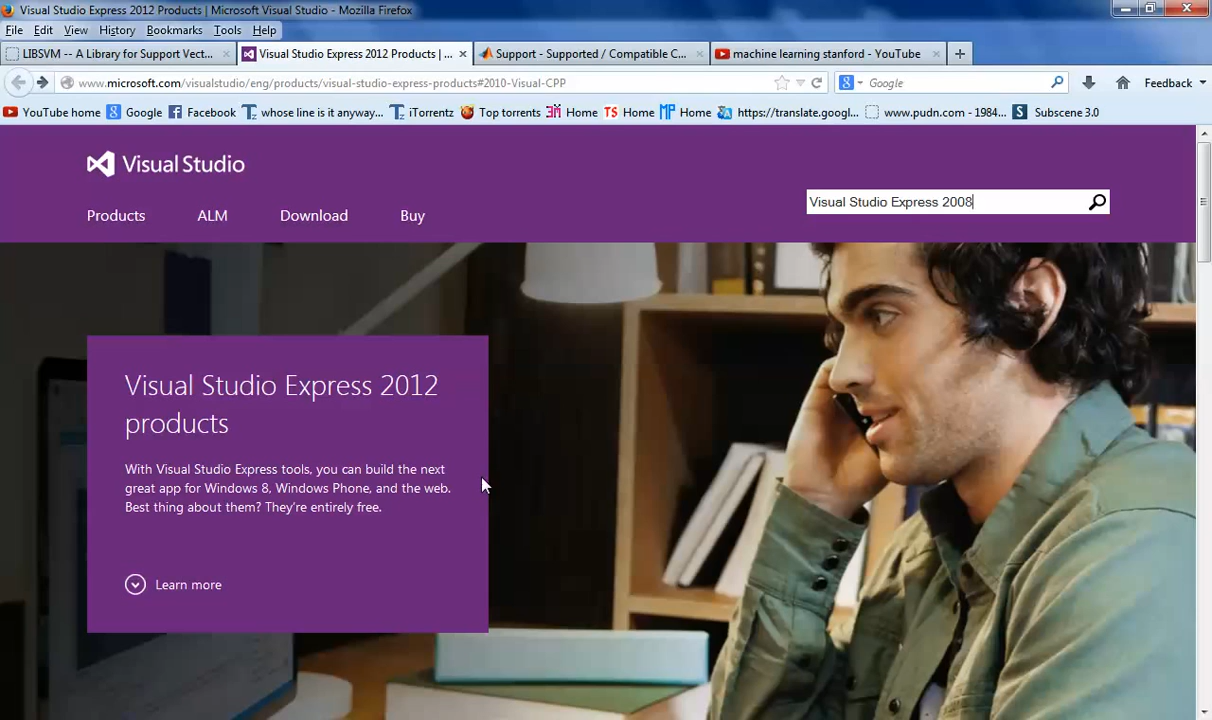 Visual Studio Express 2012 Products | Microsoft Visual Studio - Mozilla Firefox
File Edit View History Bookmarks Tools Help
LIBSVM -- A Library for Support Vect... Visual Studio Express 2012 Products | ... Support - Supported / Compatible C... machine learning stanford - YouTube
www.microsoft.com/visualstudio/eng/products/visual-studio-express-products#2010-Visual-CPP Google Feedback
YouTube home Google Facebook whose line is it anyway... iTorrentz Top torrents Home Home Home https://translate.googl... www.pudn.com - 1984... Subscene 3.0
Visual Studio
Visual Studio Express 2008
Products ALM Download Buy
Visual Studio Express 2012
products
With Visual Studio Express tools, you can build the next
great app for Windows 8, Windows Phone, and the web.
Best thing about them? They're entirely free.
Learn more